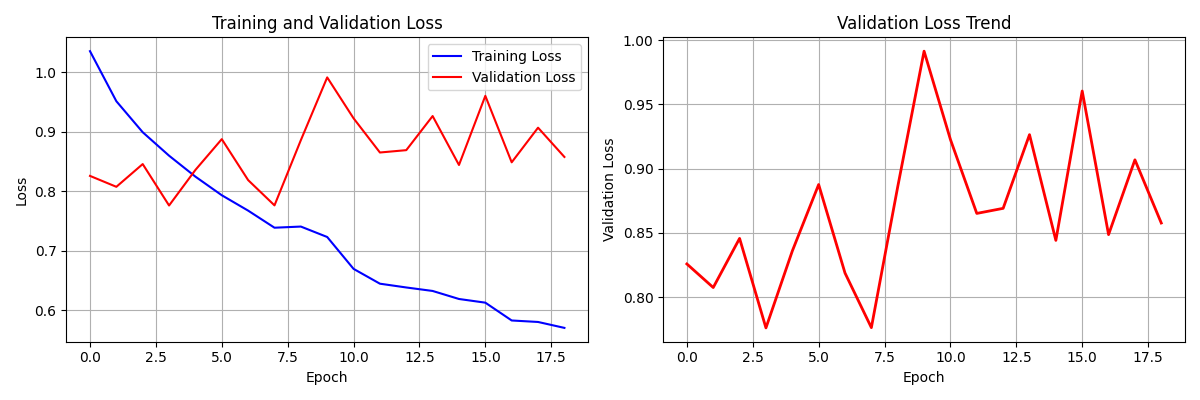 Training and Validation Loss
Training Loss
Validation Loss
1.0
0.9
0.8
0.7
0.6
Loss
0.0 2.5 5.0 7.5 10.0 12.5 15.0 17.5
Epoch
Validation Loss Trend
1.00
0.95
0.90
0.85
0.80
Validation Loss
0.0 2.5 5.0 7.5 10.0 12.5 15.0 17.5
Epoch